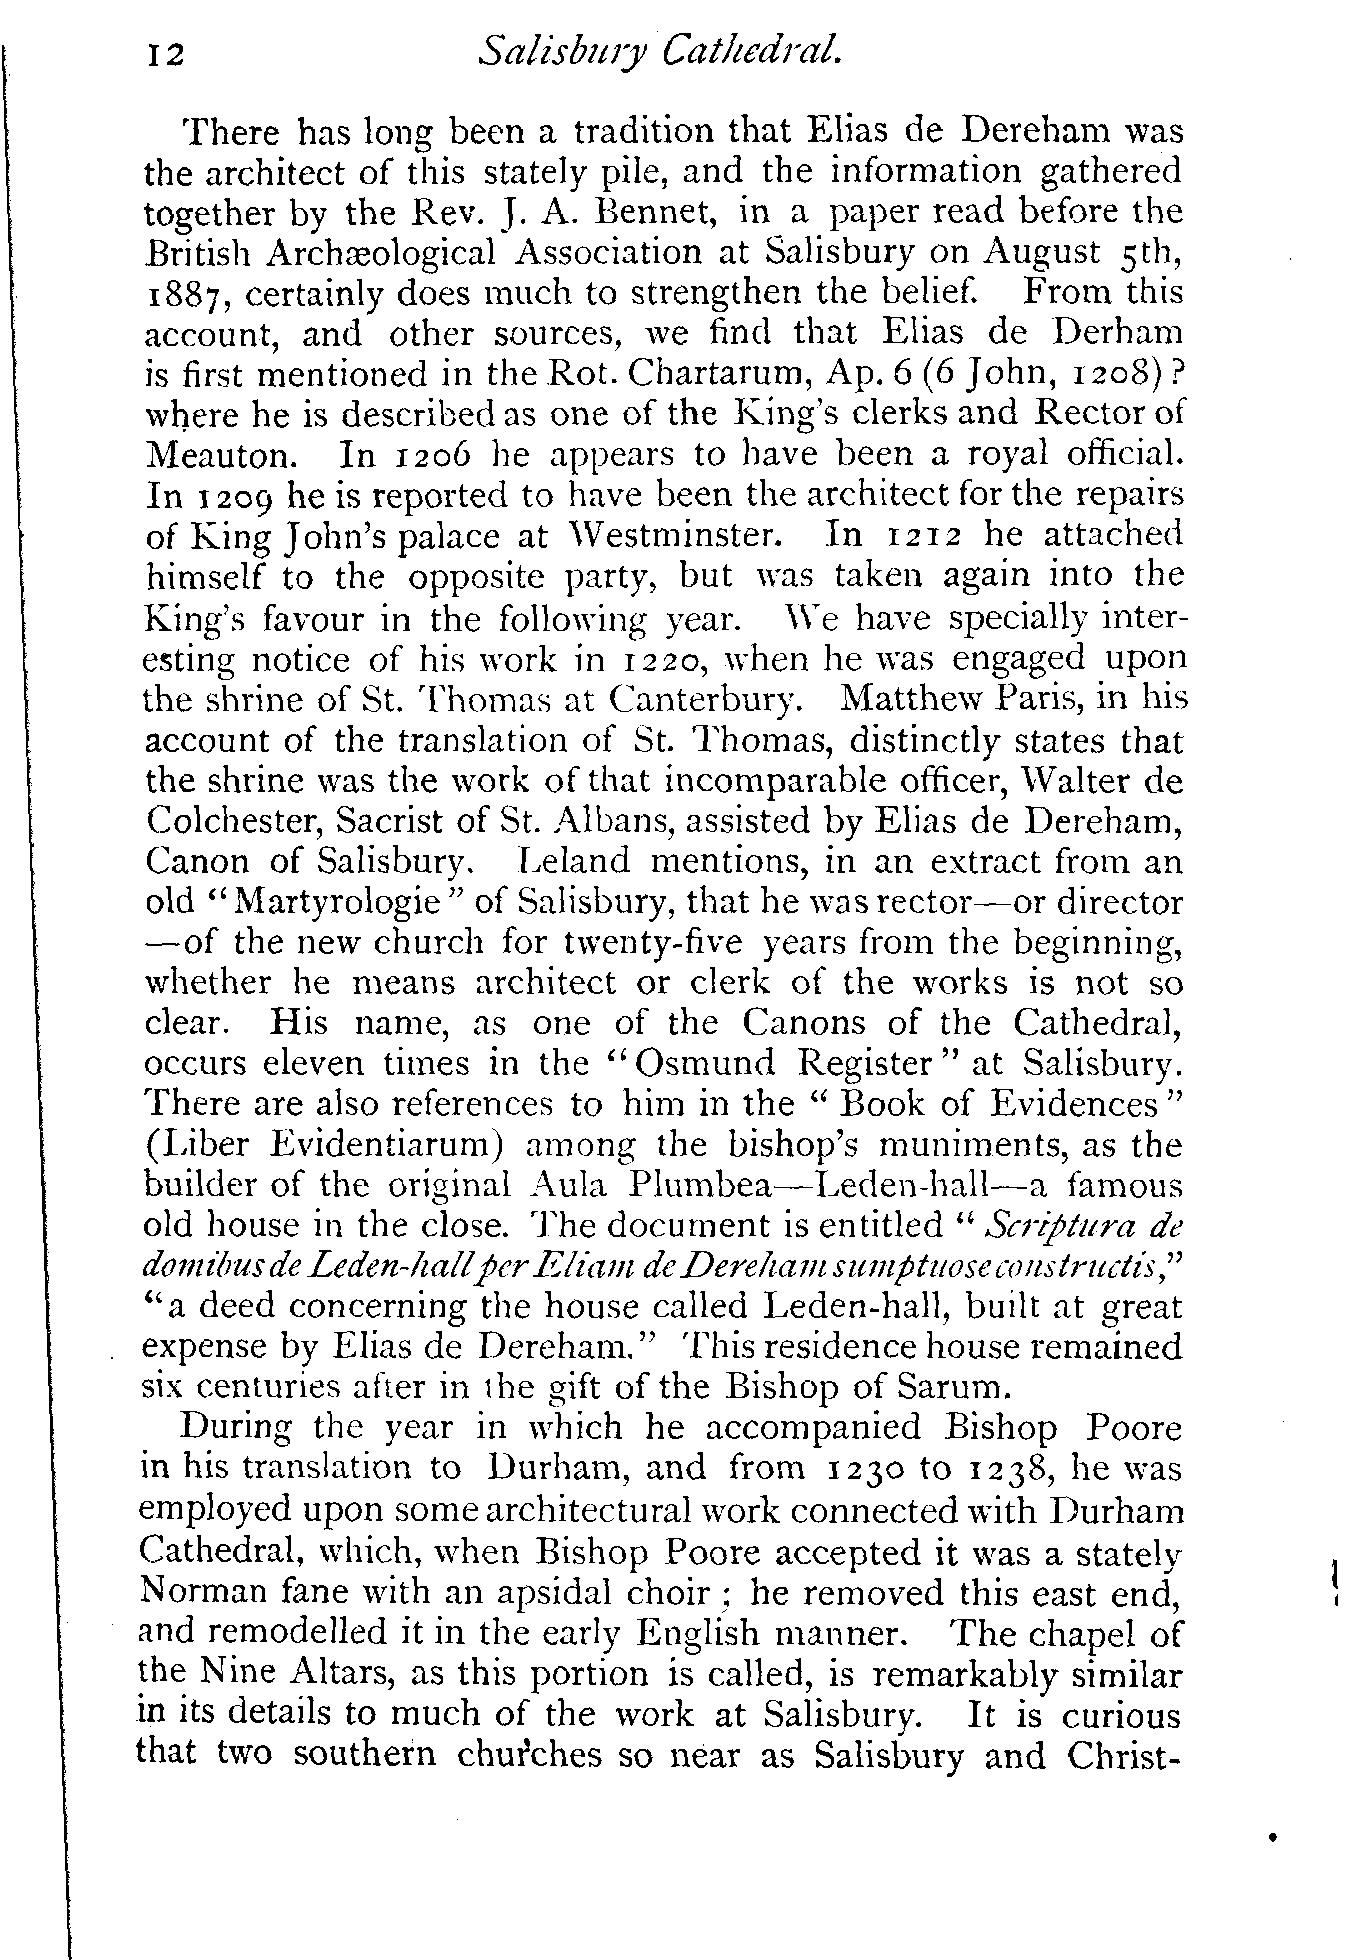 12 Salisbury Cathedral.
There has long been a tradition that Elias de Dereham was
the architect of this stately pile, and the information gathered
together by the Rev. J. A. Bennet, in a paper read before the
British Archæological Association at Salisbury on August 5th,
1887, certainly does much to strengthen the belief. From this
account, and other sources, we find that Elias de Derham
is first mentioned in the Rot. Chartarum, Ap. 6 (6 John, 1208)?
where he is described as one of the King's clerks and Rector of
Meauton. In 1206 he appears to have been a royal official.
In 1209 he is reported to have been the architect for the repairs
of King John's palace at Westminster. In 1212 he attached
himself to the opposite party, but was taken again into the
King's favour in the following year. We have specially inter-
esting notice of his work in 1220, when he was engaged upon
the shrine of St. Thomas at Canterbury. Matthew Paris, in his
account of the translation of St. Thomas, distinctly states that
the shrine was the work of that incomparable officer, Walter de
Colchester, Sacrist of St. Albans, assisted by Elias de Dereham,
Canon of Salisbury. Leland mentions, in an extract from an
old "Martyrologie" of Salisbury, that he was rector—or director
—of the new church for twenty-five years from the beginning,
whether he means architect or clerk of the works is not so
clear. His name, as one of the Canons of the Cathedral,
occurs eleven times in the "Osmund Register" at Salisbury.
There are also references to him in the "Book of Evidences"
(Liber Evidentiarum) among the bishop's muniments, as the
builder of the original Aula Plumbea—Leden-hall—a famous
old house in the close. The document is entitled "Scriptura de
domibus de Leden-hall per Eliam de Dereham sumptuose constructis,"
"a deed concerning the house called Leden-hall, built at great
expense by Elias de Dereham." This residence house remained
six centuries after in the gift of the Bishop of Sarum.
During the year in which he accompanied Bishop Poore
in his translation to Durham, and from 1230 to 1238, he was
employed upon some architectural work connected with Durham
Cathedral, which, when Bishop Poore accepted it was a stately
Norman fane with an apsidal choir; he removed this east end,
and remodelled it in the early English manner. The chapel of
the Nine Altars, as this portion is called, is remarkably similar
in its details to much of the work at Salisbury. It is curious
that two southern churches so near as Salisbury and Christ-